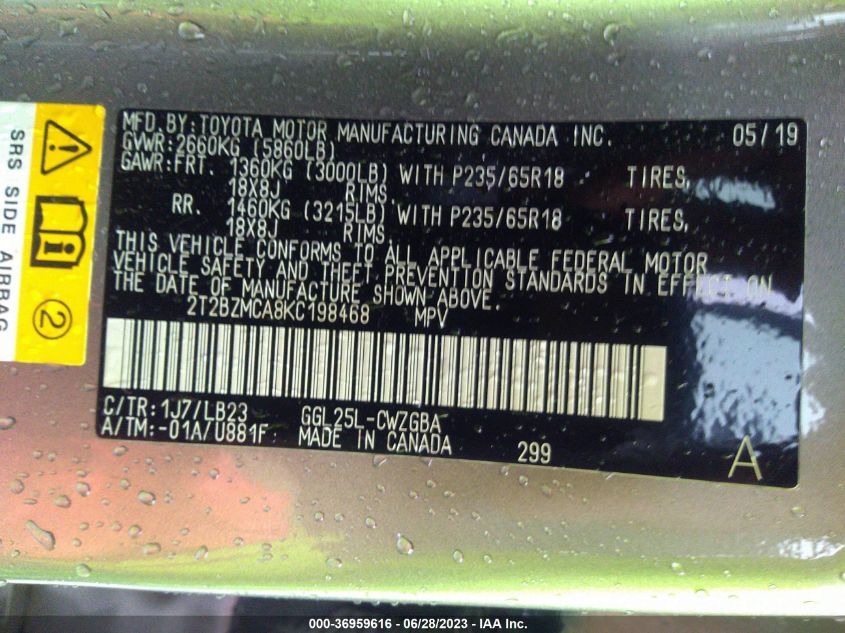 MFD.BY:TOYOTA MOTOR MANUFACTURING CANADA INC. 05/19
GVWR:2660KG (5860LB)
GAWR:FRT. 1360KG (3000LB) WITH P235/65R18 TIRES,
18X8J RIMS.
RR. 1460KG (3215LB) WITH P235/65R18 TIRES,
18X8J RIMS.
THIS VEHICLE CONFORMS TO ALL APPLICABLE FEDERAL MOTOR
VEHICLE SAFETY AND THEFT PREVENTION STANDARDS IN EFFECT ON
THE DATE OF MANUFACTURE SHOWN ABOVE.
2T2BZMCA8KC198468 MPV
C/TR:1J7/LB23 GGL25L-CWZGBA
A/TM:-01A/U881F MADE IN CANADA 299 A
SRS SIDE AIRBAG
2
000-36959616 - 06/28/2023 - IAA Inc.